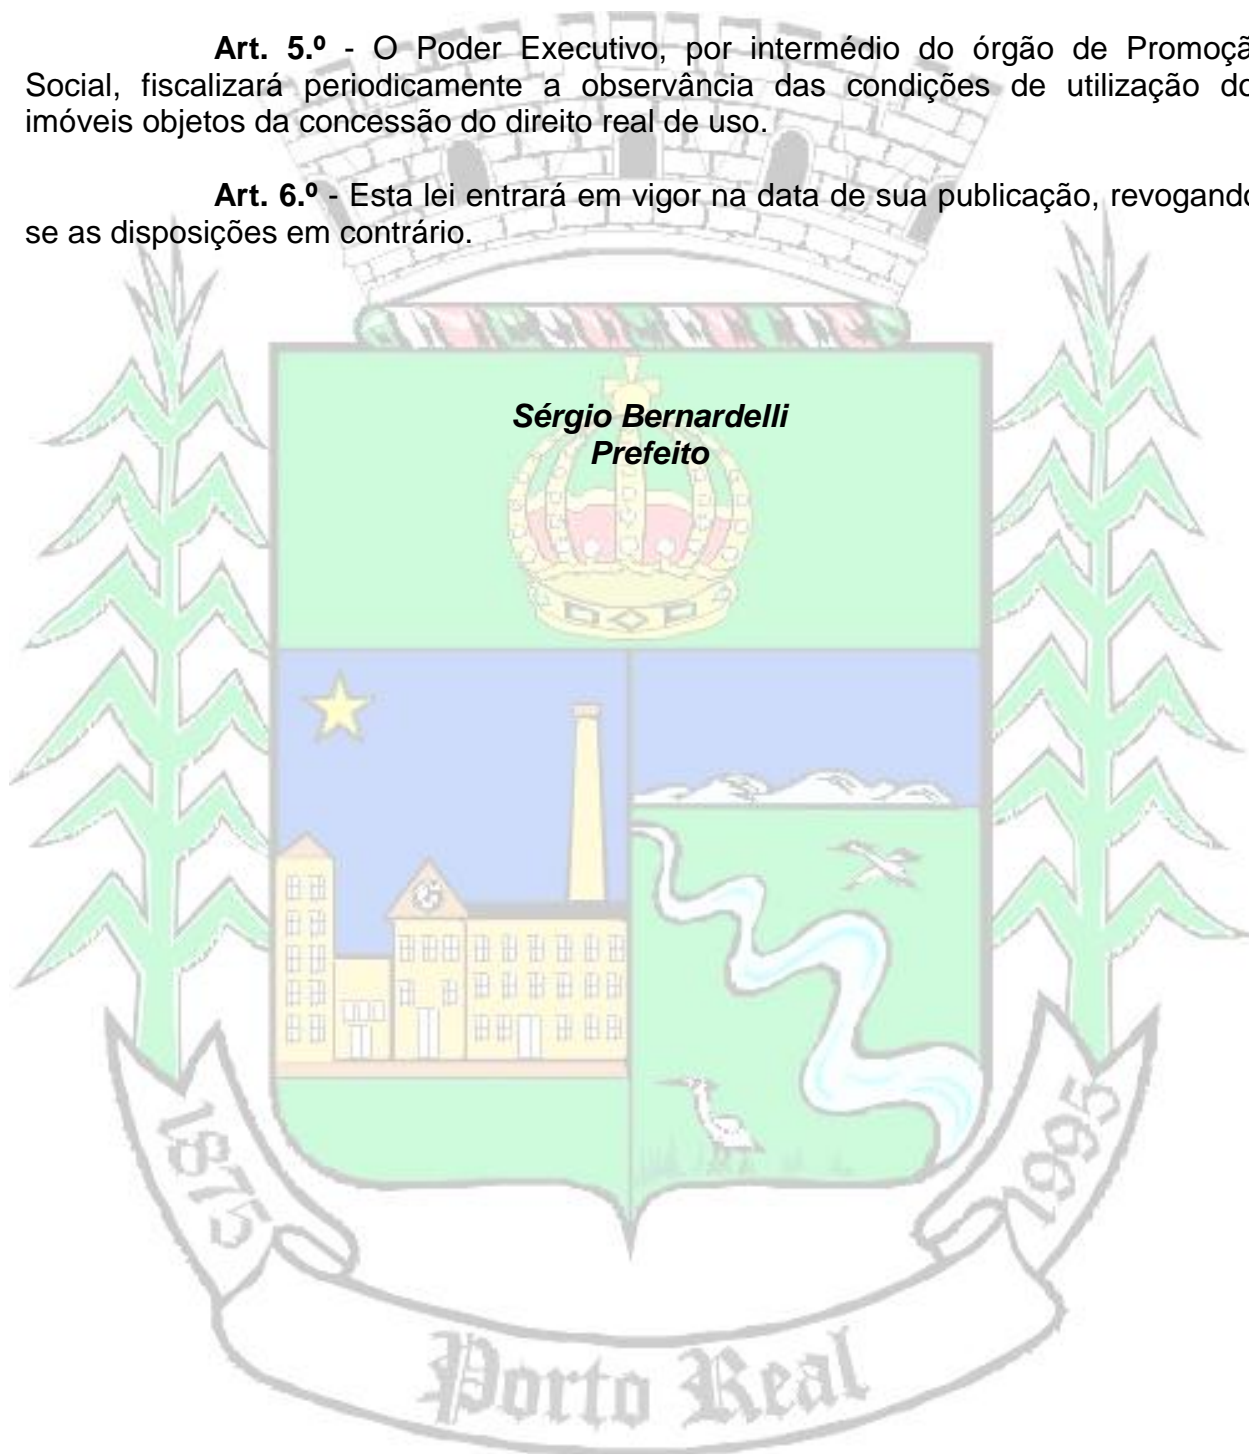 Art. 5.º - O Poder Executivo, por intermédio do órgão de Promoçã
Social, fiscalizará periodicamente a observância das condições de utilização do
imóveis objetos da concessão do direito real de uso.
Art. 6.º - Esta lei entrará em vigor na data de sua publicação, revogando
se as disposições em contrário.
Sérgio Bernardelli
Prefeito
1875
1995
Porto Real